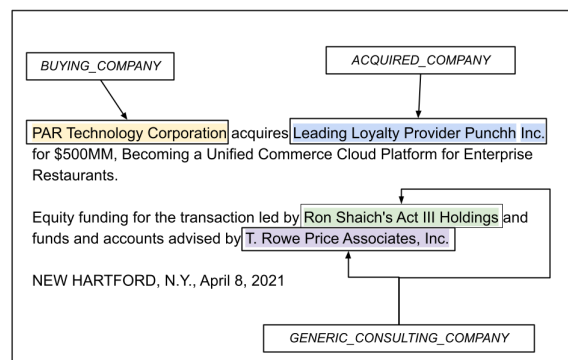 BUYING_COMPANY
ACQUIRED_COMPANY
PAR Technology Corporation acquires Leading Loyalty Provider Punchh Inc.
for $500MM, Becoming a Unified Commerce Cloud Platform for Enterprise
Restaurants.
Equity funding for the transaction led by Ron Shaich's Act III Holdings and
funds and accounts advised by T. Rowe Price Associates, Inc.
NEW HARTFORD, N.Y., April 8, 2021
GENERIC_CONSULTING_COMPANY